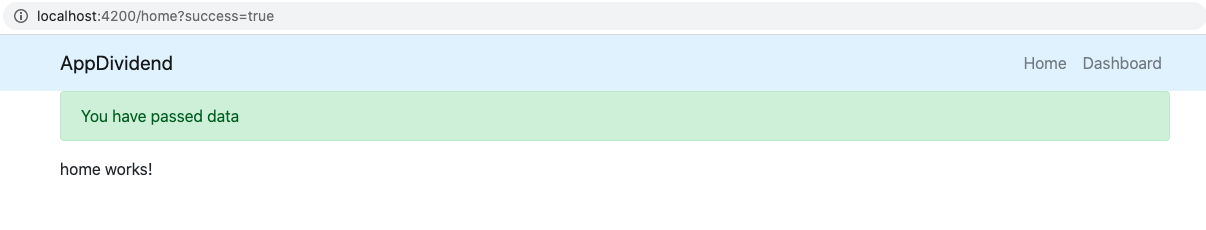 localhost:4200/home?success=true
AppDividend Home Dashboard
You have passed data
home works!